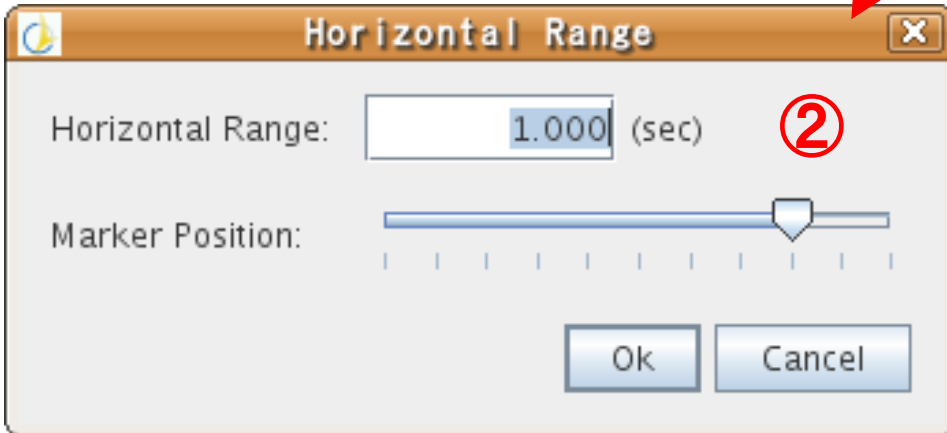 Horizontal Range
Horizontal Range: 1.000 (sec) ②
Marker Position:
Ok Cancel